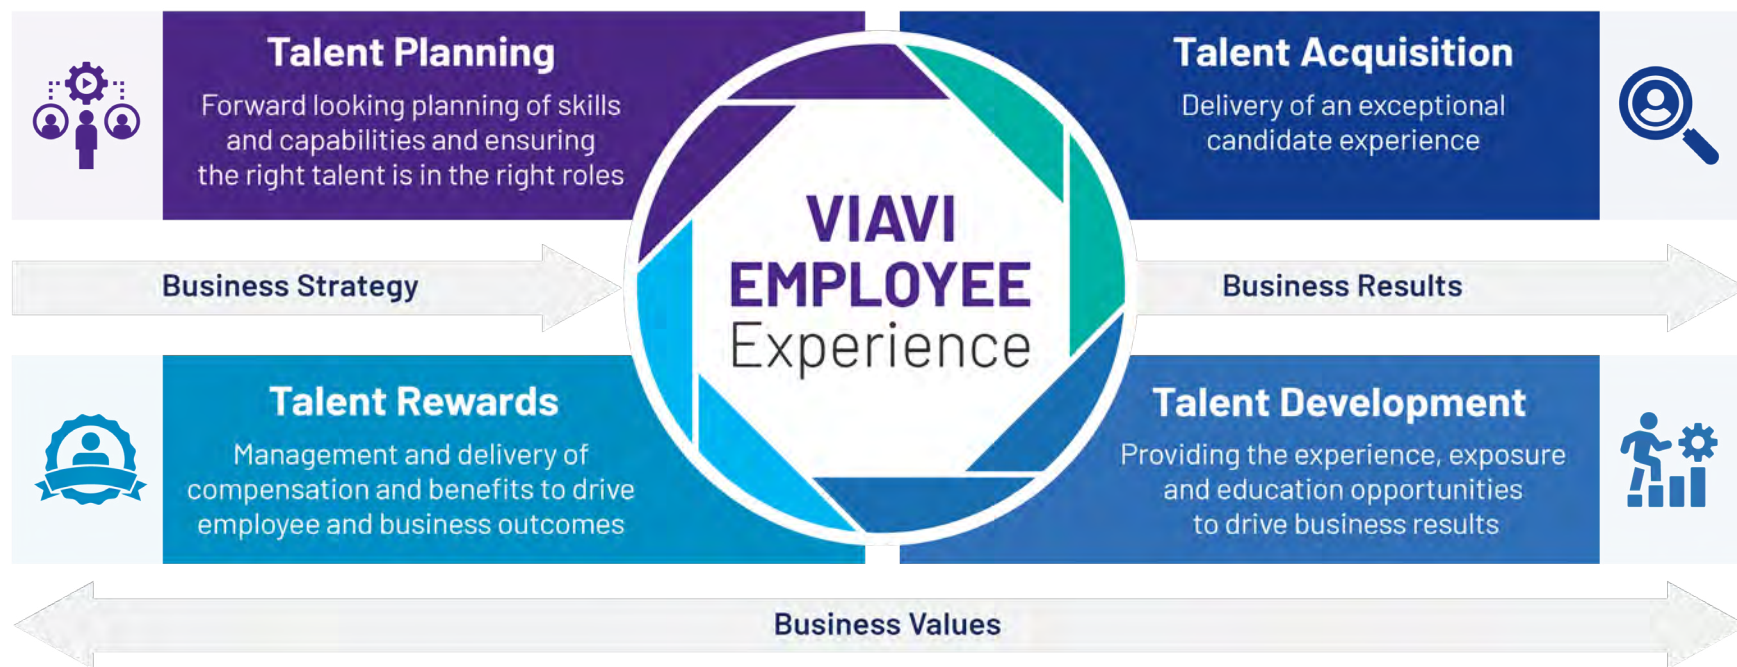 Talent Planning
Forward looking planning of skills
and capabilities and ensuring
the right talent is in the right roles
Talent Acquisition
Delivery of an exceptional
candidate experience
Business Strategy
VIAVI
EMPLOYEE
Experience
Business Results
Talent Rewards
Management and delivery of
compensation and benefits to drive
employee and business outcomes
Talent Development
Providing the experience, exposure
and education opportunities
to drive business results
Business Values